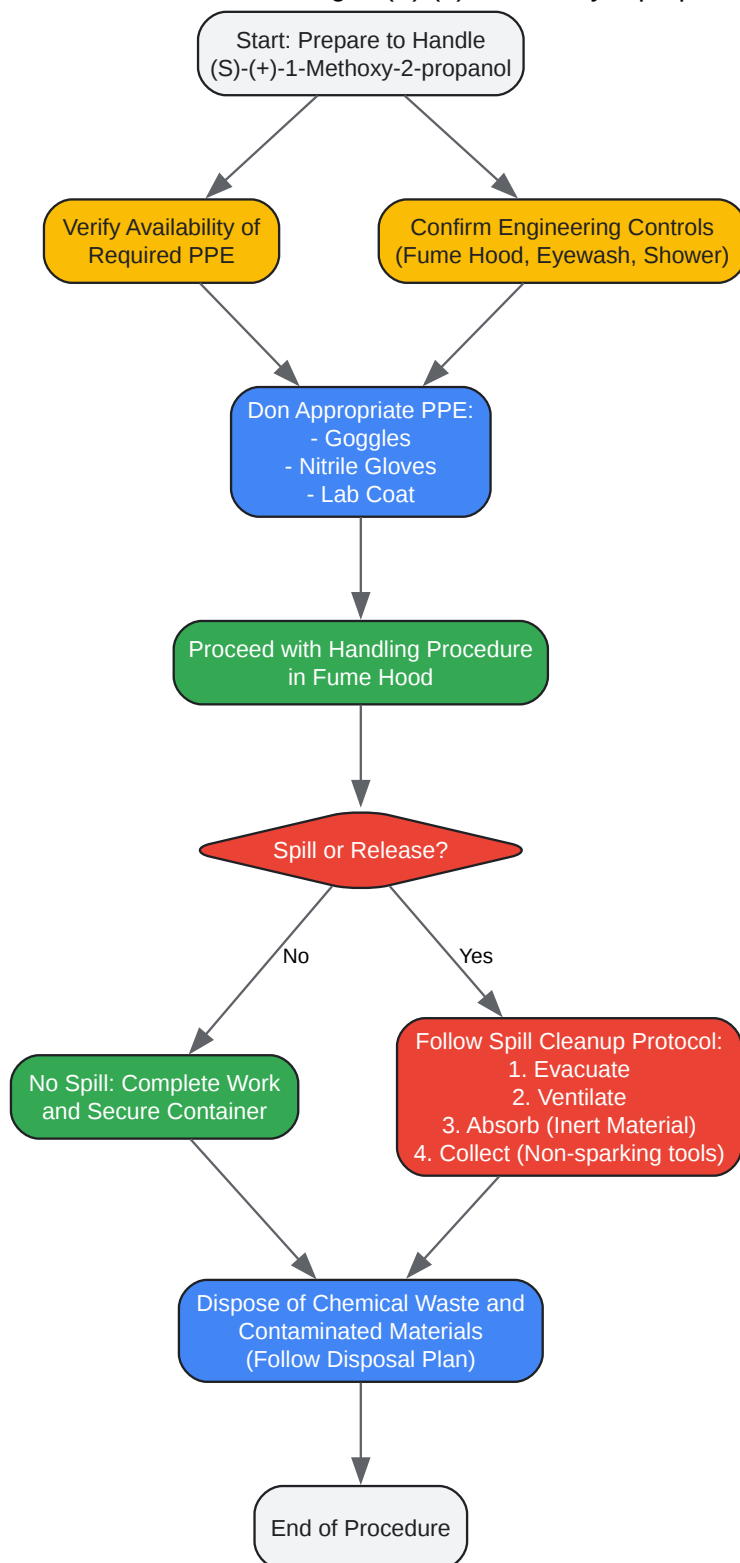 Start: Prepare to Handle
(S)-(+)-1-Methoxy-2-propanol
Verify Availability of
Required PPE
Confirm Engineering Controls
(Fume Hood, Eyewash, Shower)
Don Appropriate PPE:
- Goggles
- Nitrile Gloves
- Lab Coat
Proceed with Handling Procedure
in Fume Hood
Spill or Release?
No
Yes
No Spill: Complete Work
and Secure Container
Follow Spill Cleanup Protocol:
1. Evacuate
2. Ventilate
3. Absorb (Inert Material)
4. Collect (Non-sparking tools)
Dispose of Chemical Waste and
Contaminated Materials
(Follow Disposal Plan)
End of Procedure